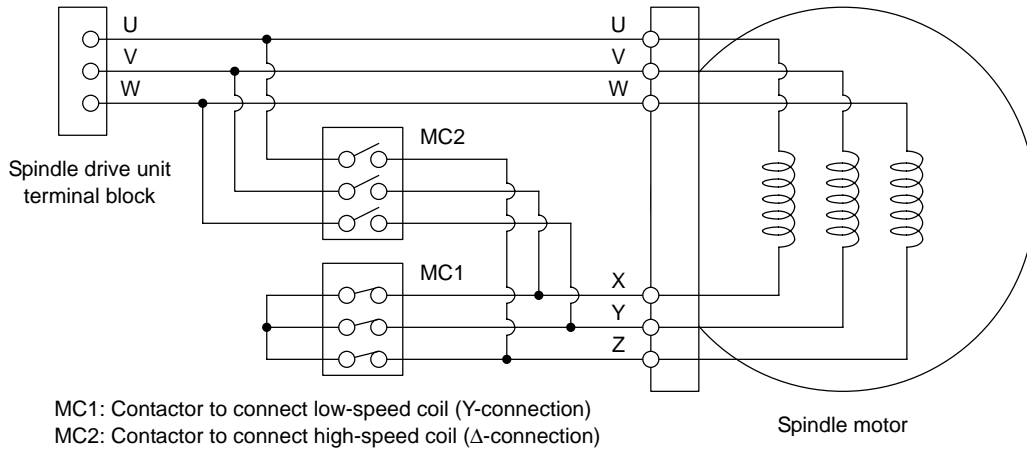 U
V
W
Spindle drive unit
terminal block
MC2
MC1
U
V
W
X
Y
Z
MC1: Contactor to connect low-speed coil (Y-connection)
MC2: Contactor to connect high-speed coil (Δ-connection)
Spindle motor